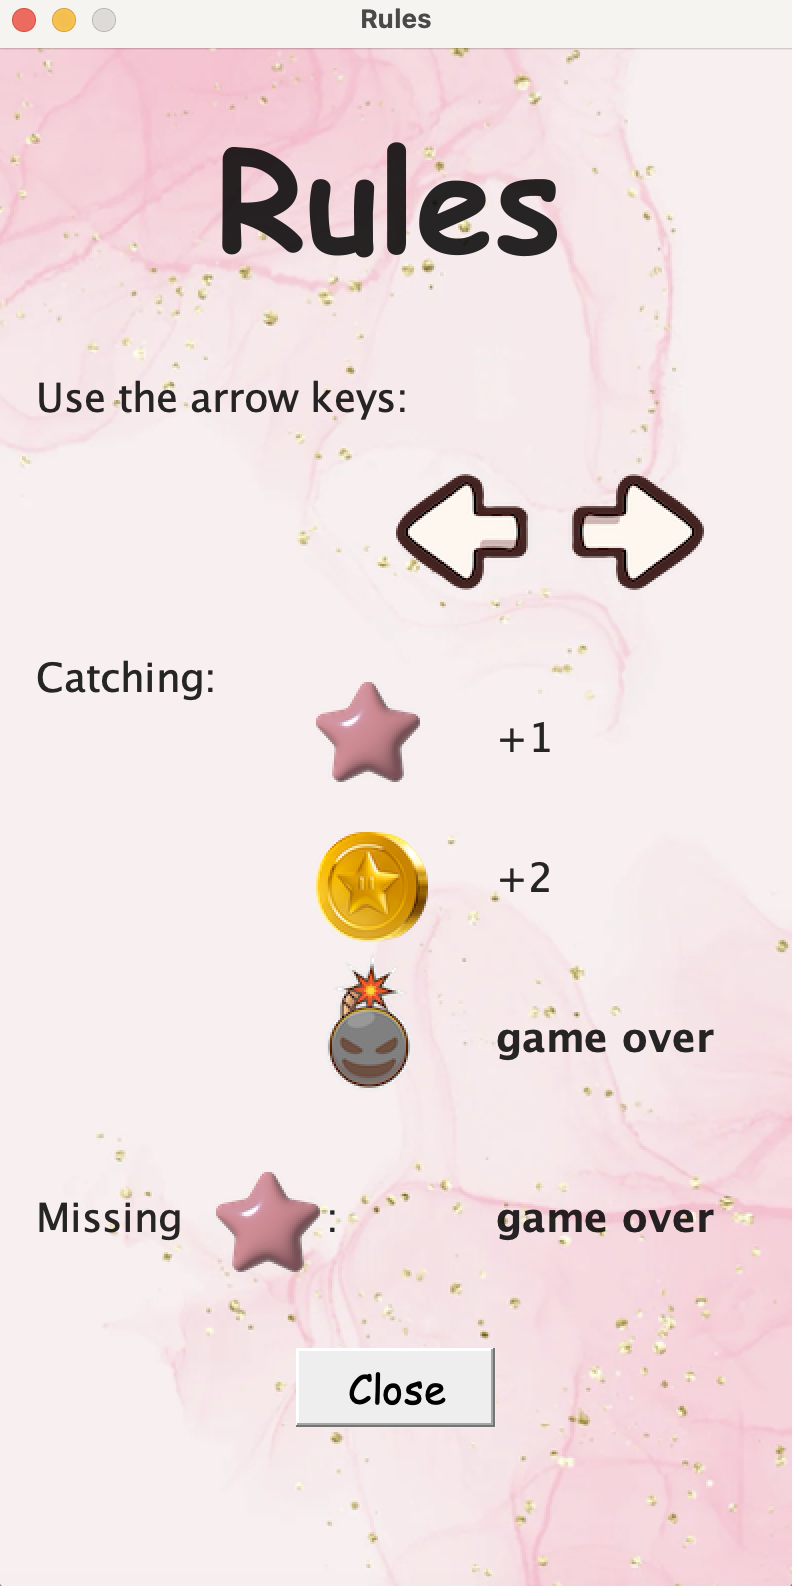 Rules
Rules
Use the arrow keys:
Catching:
+1
+2
game over
Missing : game over
Close